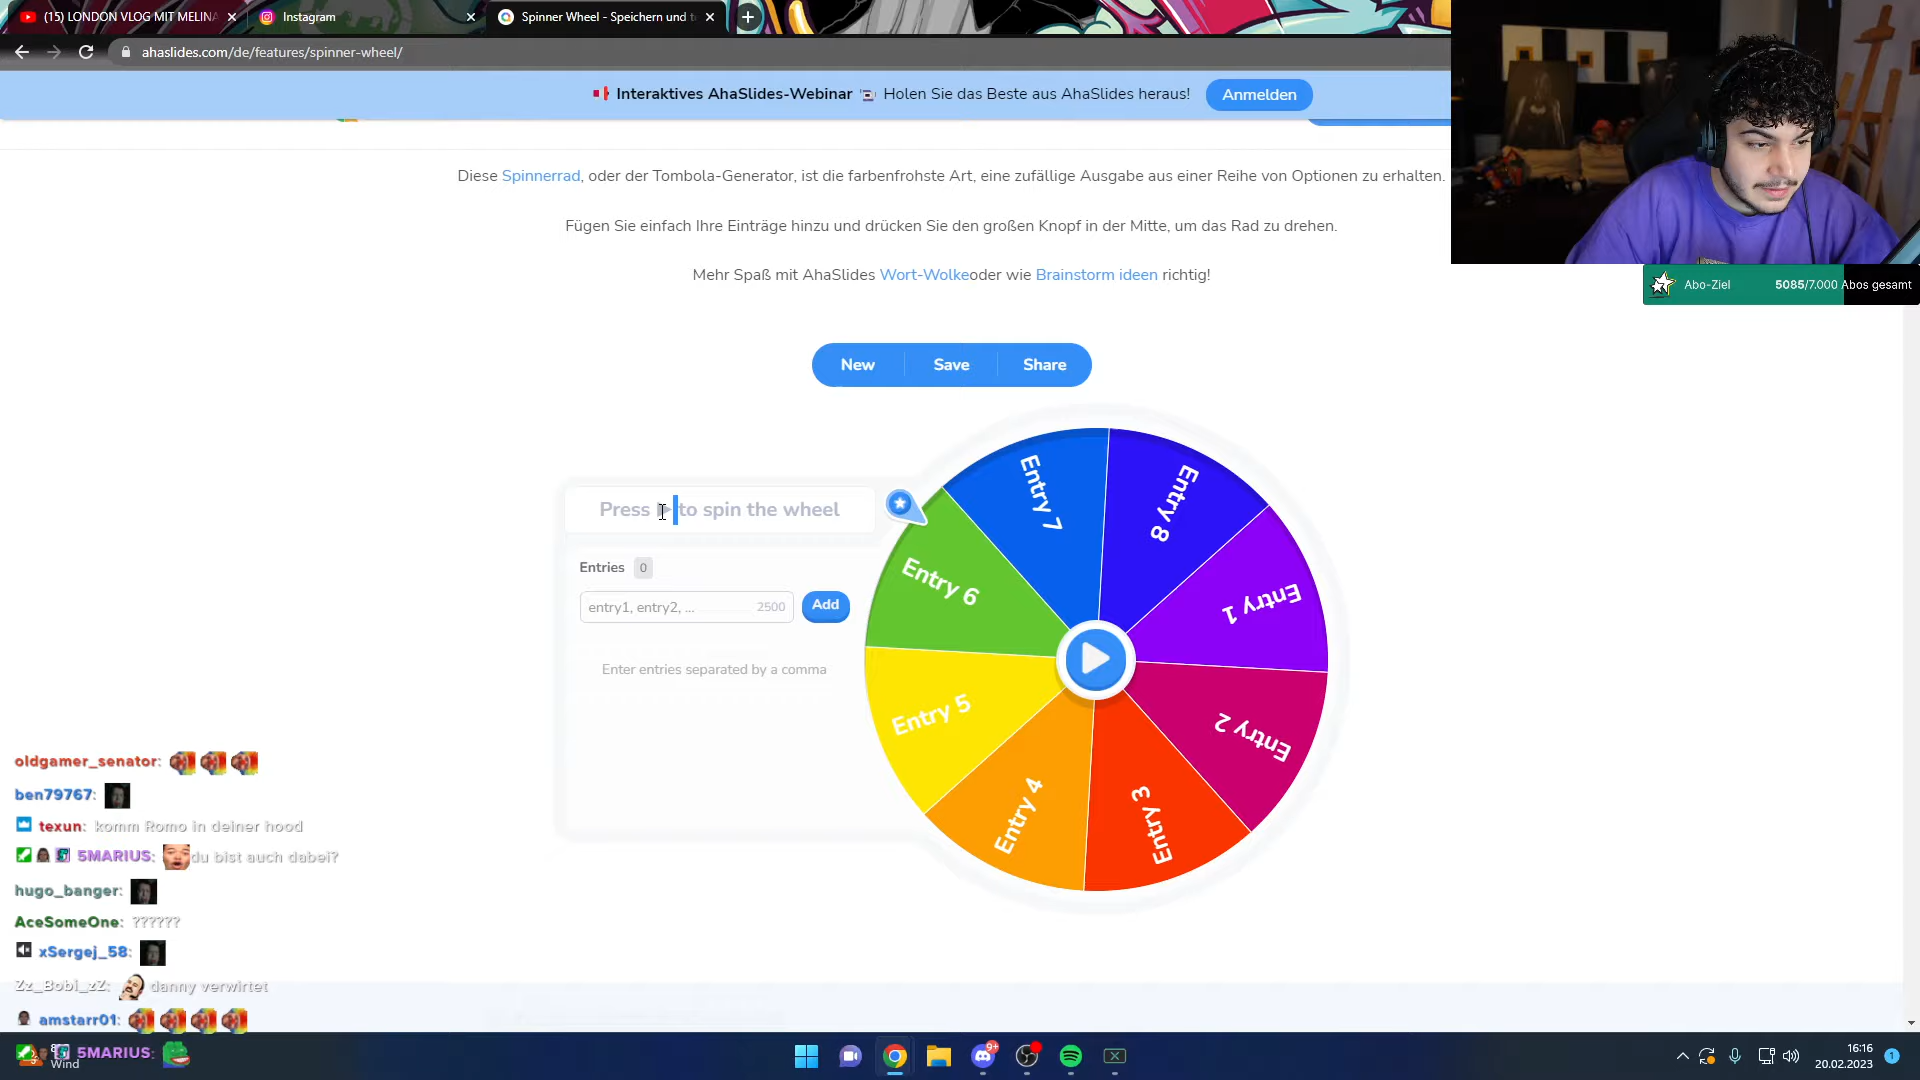 (15) LONDON VLOG MIT MELINA
Instagram
Spinner Wheel - Speichern und t
ahaslides.com/de/features/spinner-wheel/
Interaktives AhaSlides-Webinar Holen Sie das Beste aus AhaSlides heraus!
Anmelden
Diese Spinnerrad, oder der Tombola-Generator, ist die farbenfrohste Art, eine zufällige Ausgabe aus einer Reihe von Optionen zu erhalten.
Fügen Sie einfach Ihre Einträge hinzu und drücken Sie den großen Knopf in der Mitte, um das Rad zu drehen.
Mehr Spaß mit AhaSlides Wort-Wolkeoder wie Brainstorm ideen richtig!
Abo-Ziel 5085/7.000 Abos gesamt
New Save Share
Press to spin the wheel
Entries 0
entry1, entry2, ... 2500
Add
Enter entries separated by a comma
Entry 7
Entry 8
Entry 6
Entry 1
Entry 5
Entry 2
Entry 4
Entry 3
oldgamer_senator:
ben79767:
texun: komm Romo in deiner hood
5MARIUS: du bist auch dabei?
hugo_banger:
AceSomeOne: ??????
xSergej_58:
Zz_Bobi_zZ: danny verwirtet
amstarr01:
5MARIUS:
Wind
9+
16:16
20.02.2023
1